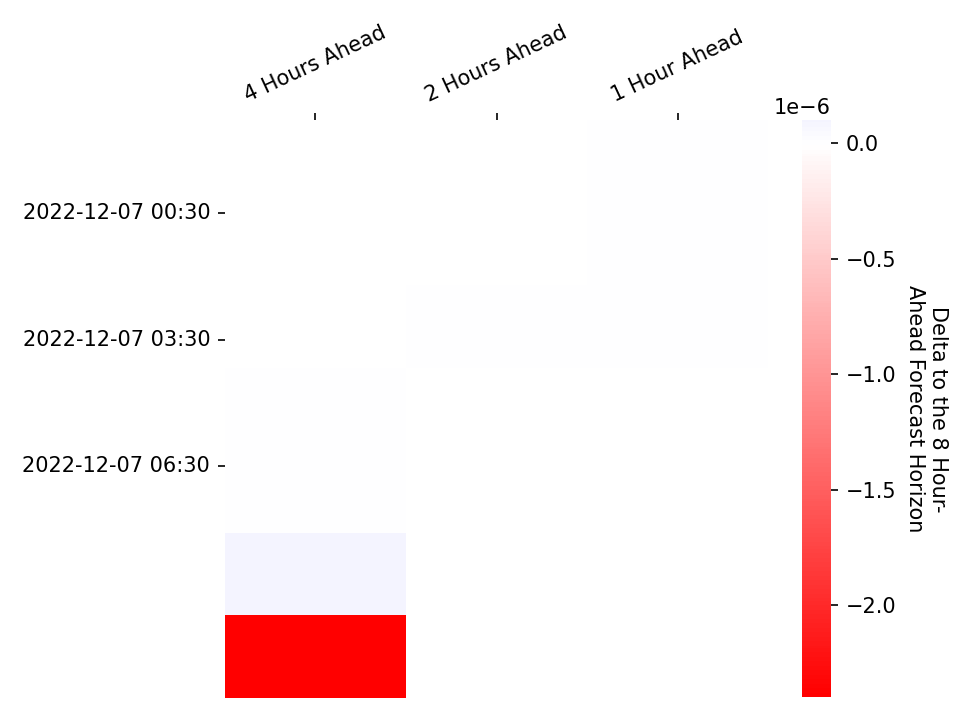 4 Hours Ahead
2 Hours Ahead
1 Hour Ahead
1e−6
2022-12-07 00:30
2022-12-07 03:30
2022-12-07 06:30
0.0
−0.5
−1.0
−1.5
−2.0
Delta to the 8 Hour-
Ahead Forecast Horizon